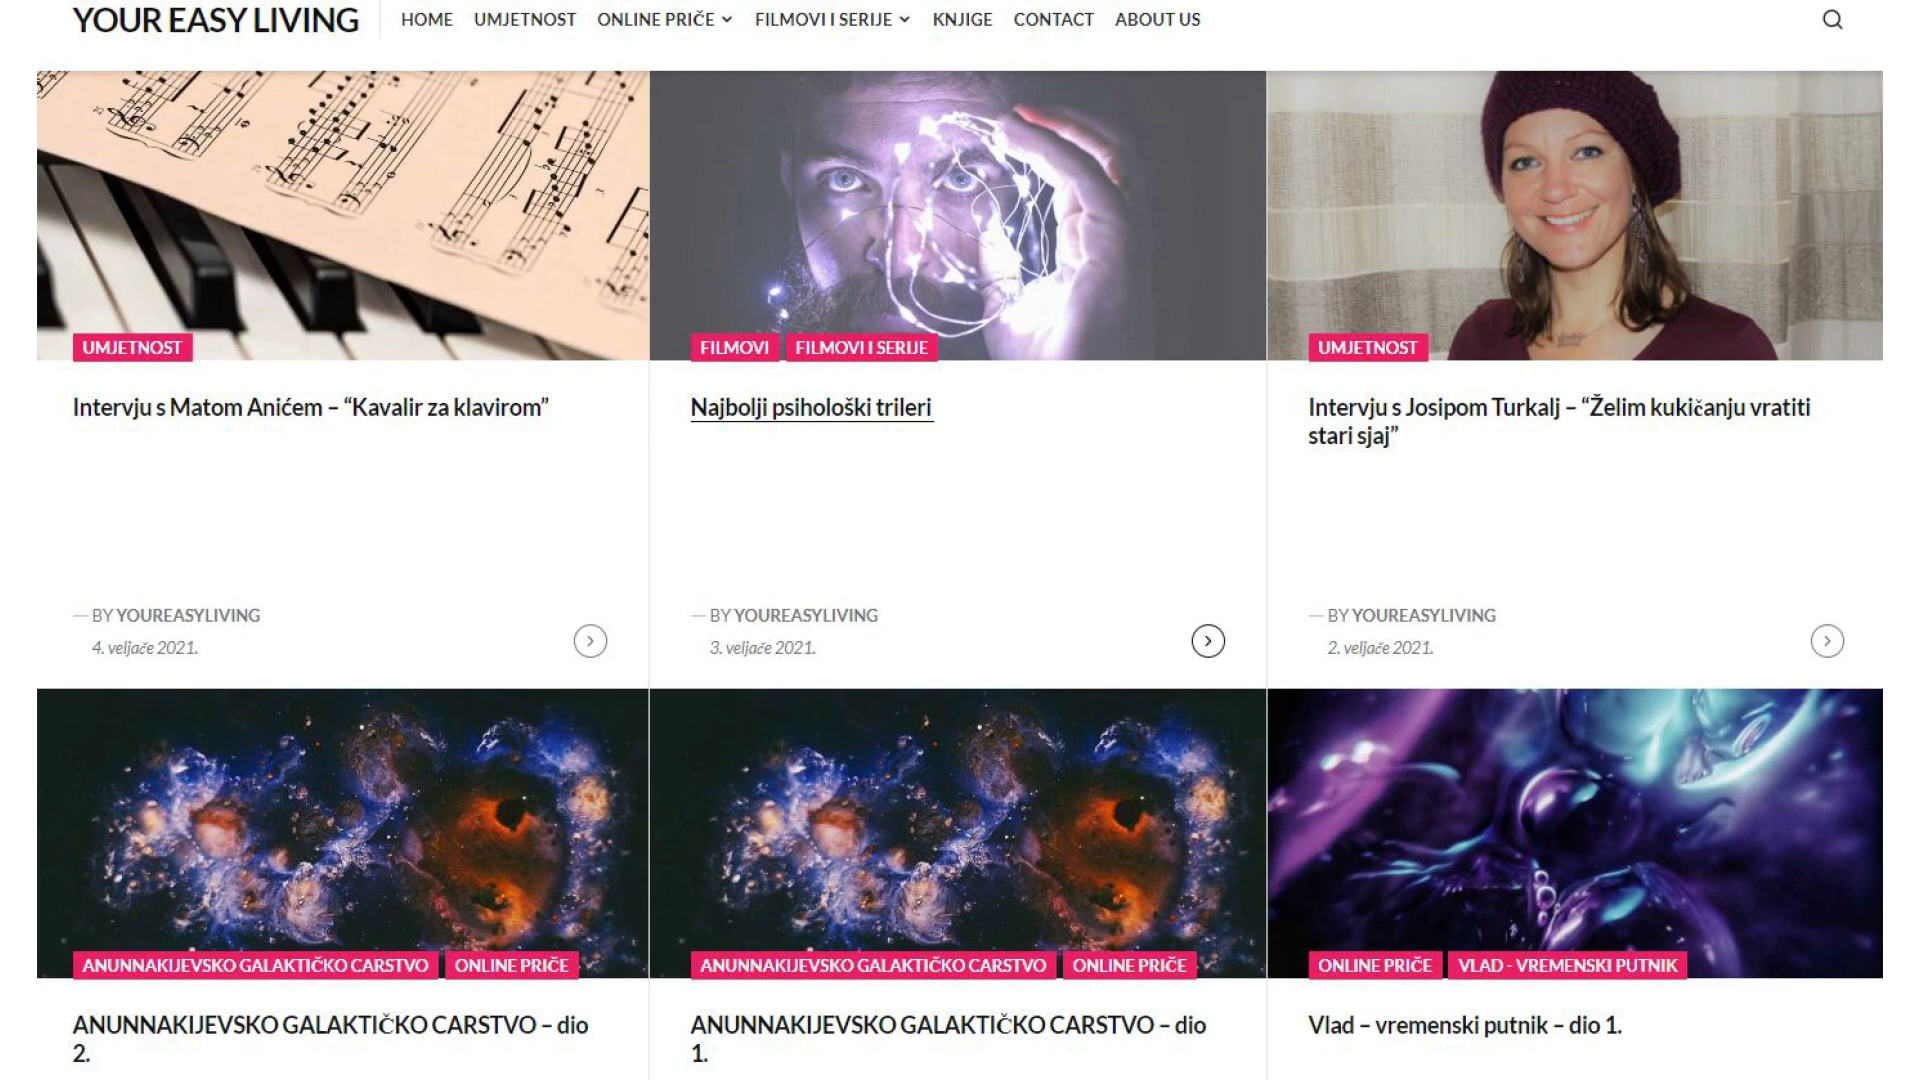 YOUR EASY LIVING
HOME UMJETNOST ONLINE PRIČE FILMOVI I SERIJE KNJIGE CONTACT ABOUT US
UMJETNOST
Intervju s Matom Anićem – “Kavalir za klavirom”
— BY YOUREASYLIVING
4. veljače 2021.
FILMOVI FILMOVI I SERIJE
Najbolji psihološki trileri
— BY YOUREASYLIVING
3. veljače 2021.
UMJETNOST
Intervju s Josipom Turkalj – “Želim kukičanju vratiti
stari sjaj”
— BY YOUREASYLIVING
2. veljače 2021.
ANUNNAKIJEVSKO GALAKTIČKO CARSTVO ONLINE PRIČE
ANUNNAKIJEVSKO GALAKTIČKO CARSTVO – dio
2.
ANUNNAKIJEVSKO GALAKTIČKO CARSTVO ONLINE PRIČE
ANUNNAKIJEVSKO GALAKTIČKO CARSTVO – dio
1.
ONLINE PRIČE VLAD - VREMENSKI PUTNIK
Vlad – vremenski putnik – dio 1.